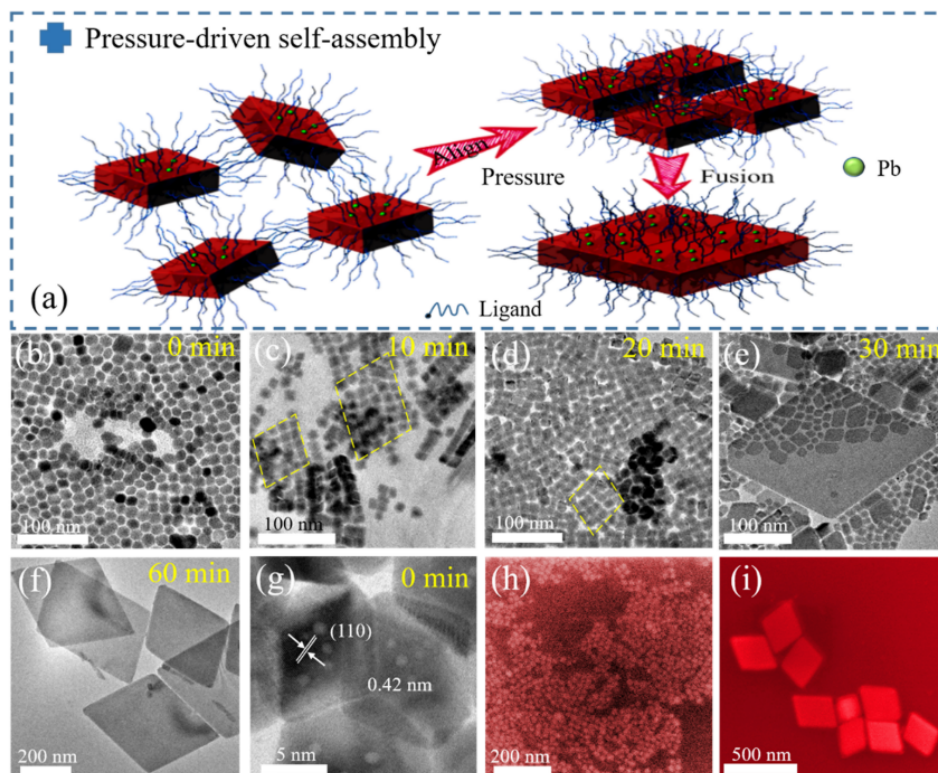 Pressure-driven self-assembly
Align
Pressure
Fusion
Pb
(a)
Ligand
(b) 0 min
100 nm
(c) 10 min
100 nm
(d) 20 min
100 nm
(e) 30 min
100 nm
(f) 60 min
200 nm
(g) 0 min
(110)
0.42 nm
5 nm
(h)
200 nm
(i)
500 nm